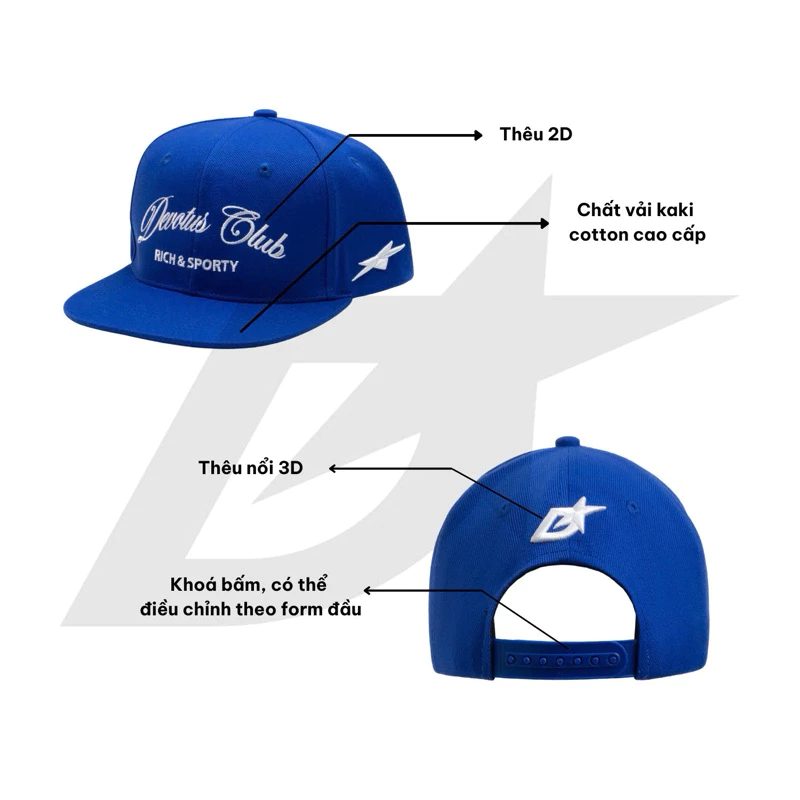 Thêu 2D
Chất vải kaki
cotton cao cấp
Devotus Club
RICH & SPORTY
Thêu nổi 3D
Khoá bấm, có thể
điều chỉnh theo form đầu